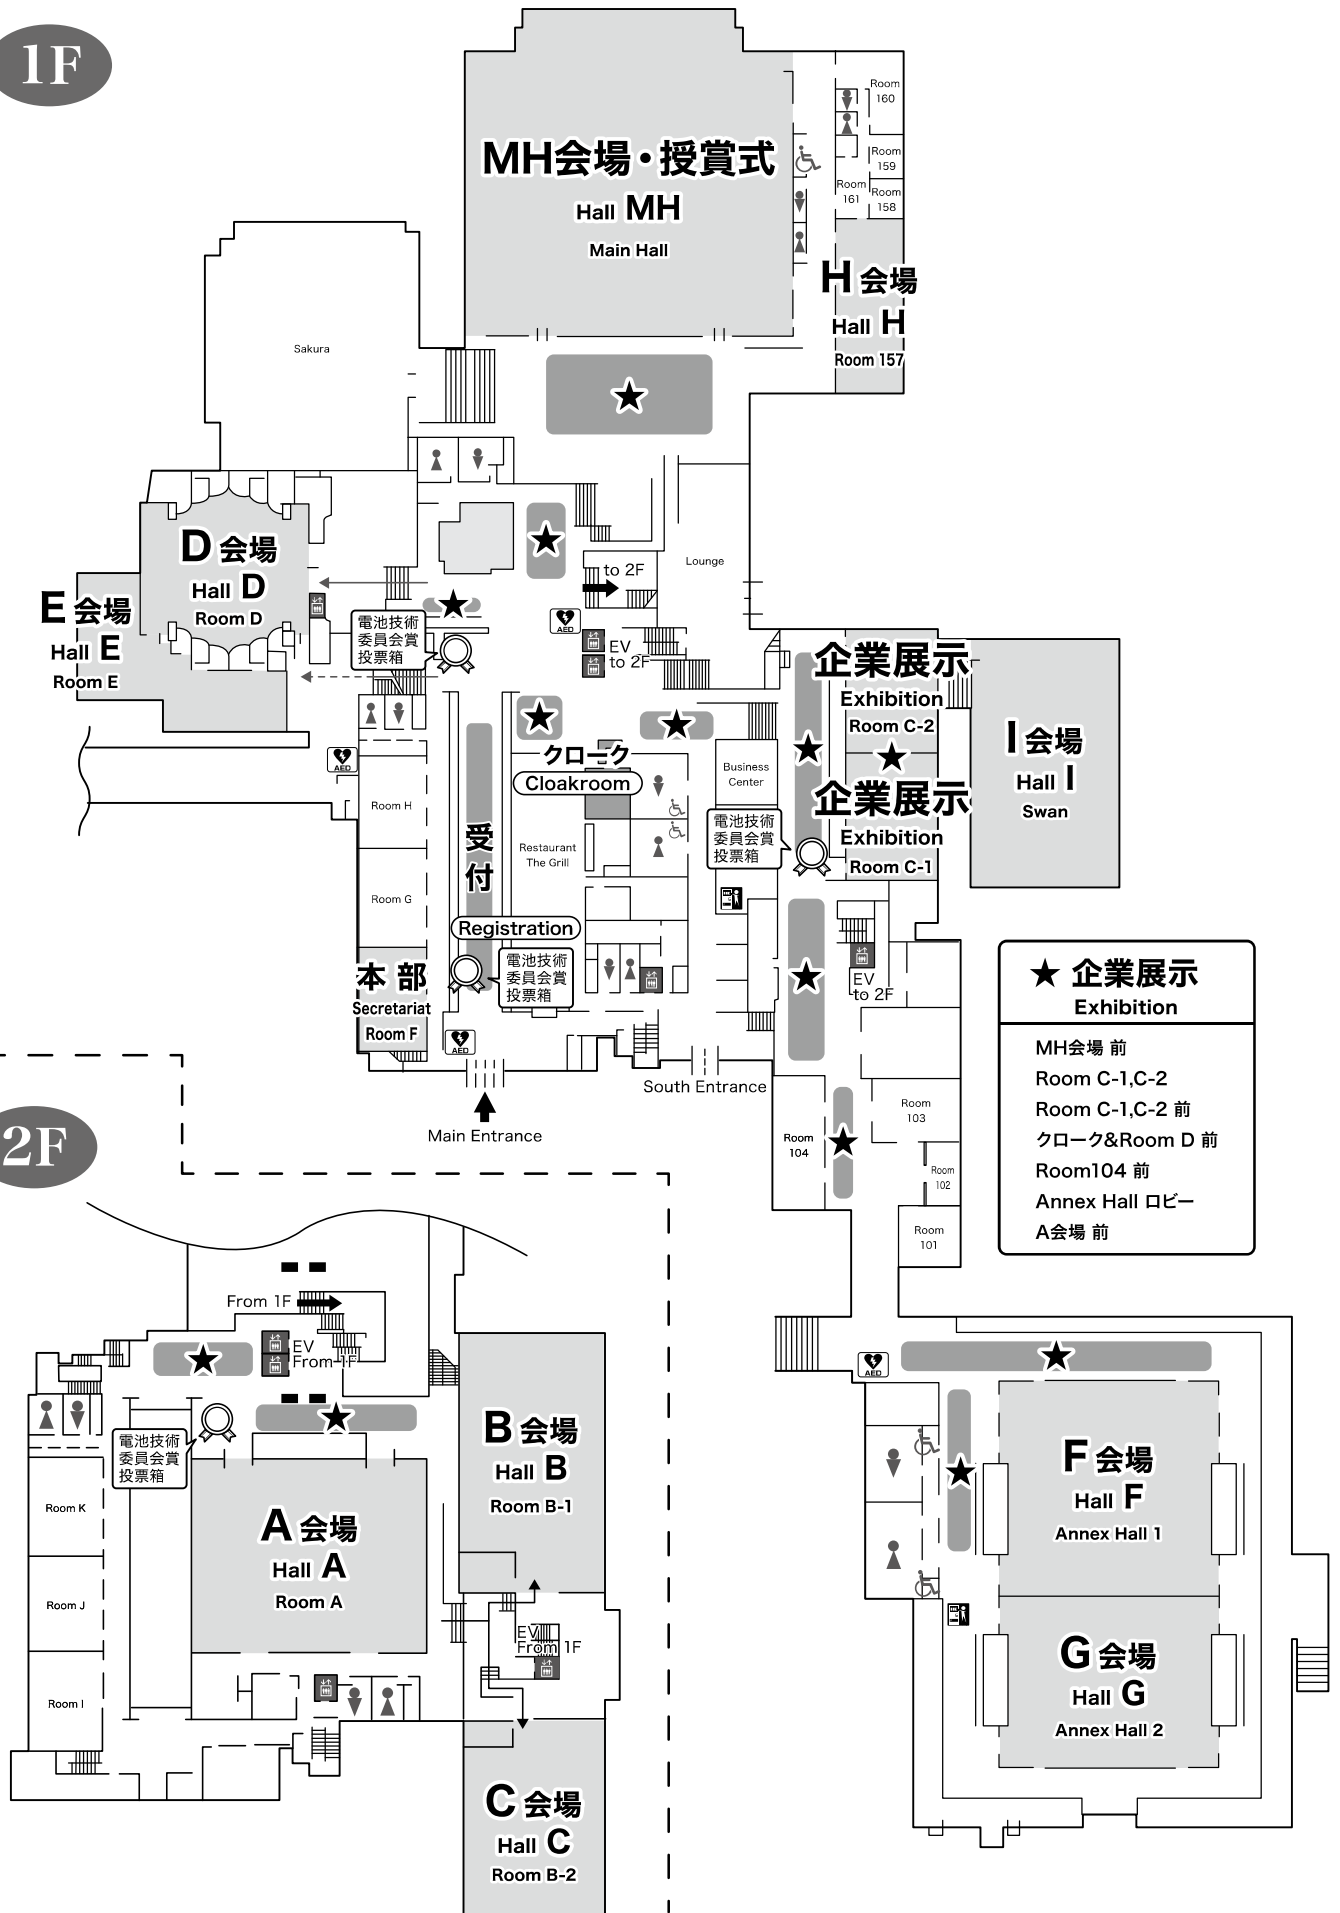 1F
MH会場・授賞式
Hall MH
Main Hall
Room
160
Room
159
Room
161
Room
158
H 会場
Hall H
Room 157
Sakura
D 会場
Hall D
Room D
E 会場
Hall E
Room E
to 2F
Lounge
AED
EV
to 2F
電池技術
委員会賞
投票箱
企業展示
Exhibition
Room C-2
企業展示
Exhibition
Room C-1
I 会場
Hall I
Swan
クローク
Cloakroom
Business
Center
電池技術
委員会賞
投票箱
AED
Room H
Restaurant
The Grill
受付
Room G
Registration
電池技術
委員会賞
投票箱
本部
Secretariat
Room F
AED
EV
to 2F
South Entrance
Main Entrance
Room
104
Room
103
Room
102
Room
101
★ 企業展示
Exhibition
MH会場 前
Room C-1,C-2
Room C-1,C-2 前
クローク&Room D 前
Room104 前
Annex Hall ロビー
A会場 前
2F
From 1F
EV
From 1F
電池技術
委員会賞
投票箱
B 会場
Hall B
Room B-1
Room K
A 会場
Hall A
Room A
Room J
Room I
EV
From 1F
C 会場
Hall C
Room B-2
AED
F 会場
Hall F
Annex Hall 1
G 会場
Hall G
Annex Hall 2